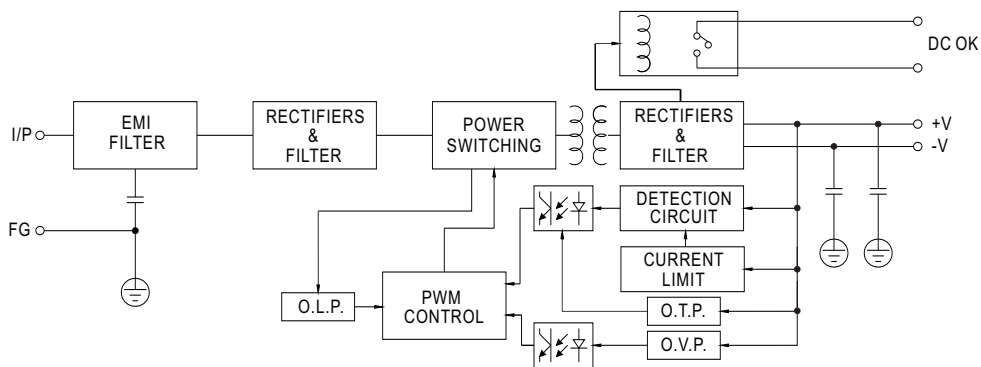 DC OK
I/P
EMI
FILTER
RECTIFIERS
&
FILTER
POWER
SWITCHING
RECTIFIERS
&
FILTER
+V
-V
FG
DETECTION
CIRCUIT
CURRENT
LIMIT
O.L.P.
PWM
CONTROL
O.T.P.
O.V.P.